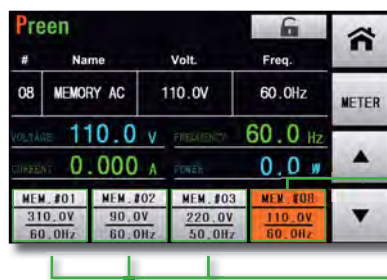 Preen
# Name Volt. Freq.
08 MEMORY AC 110.0V 60.0Hz
METER
VOLTAGE 110.0 V FREQUENCY 60.0 Hz
CURRENT 0.000 A POWER 0.0 W
MEM.#01 MEM.#02 MEM.#03 MEM.#08
310.0V 90.0V 220.0V 110.0V
60.0Hz 60.0Hz 50.0Hz 60.0Hz